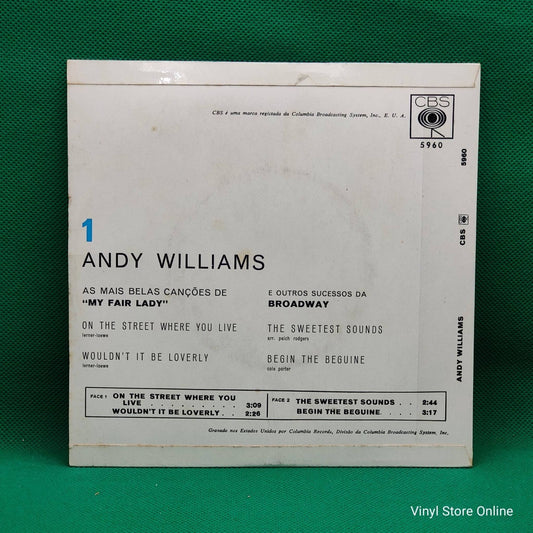 CBS é uma marca registada da Columbia Broadcasting System, Inc., E. U. A.
CBS
5960
5960
CBS
ANDY WILLIAMS
1
ANDY WILLIAMS
AS MAIS BELAS CANÇÕES DE
“MY FAIR LADY”
E OUTROS SUCESSOS DA
BROADWAY
ON THE STREET WHERE YOU LIVE
lerner-loewe
THE SWEETEST SOUNDS
arr. paich rodgers
WOULDN'T IT BE LOVERLY
lerner-loewe
BEGIN THE BEGUINE
cole porter
FACE 1
ON THE STREET WHERE YOU
LIVE . . . . . . . . . 3:09
WOULDN'T IT BE LOVERLY . . 2:26
FACE 2
THE SWEETEST SOUNDS . . 2:44
BEGIN THE BEGUINE. . . . 3:17
Gravado nos Estados Unidos por Columbia Records, Divisão da Columbia Broadcasting System, Inc.
Vinyl Store Online